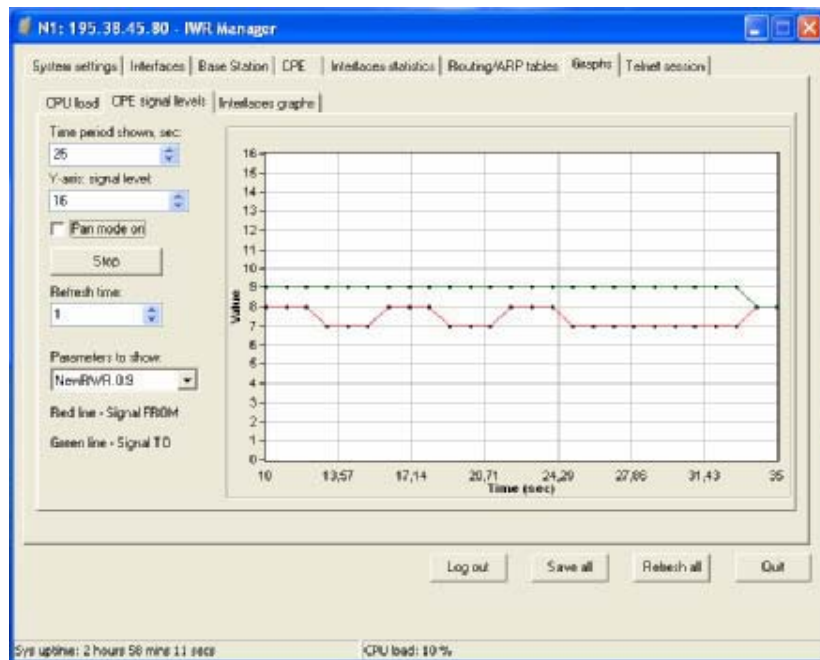 N1: 195.38.45.80 - IWR Manager
System settings Interfaces Base Station CPE Interfaces statistics Routing/ARP tables Graphs Telnet session
CPU load CPE signal levels Interfaces graphs
Time period shown, sec:
25
Y-axis: signal level:
16
Pan mode on
Stop
Refresh time:
1
Parameters to show:
NewRWR.0.9
Red line - Signal FROM
Green line - Signal TO
16
15
14
13
12
11
10
9
8
7
6
5
4
3
2
1
0
Value
10 13,57 17,14 20,71 24,29 27,86 31,43 35
Time (sec)
Log out Save all Refresh all Quit
Sys uptime: 2 hours 58 mins 11 secs CPU load: 10 %